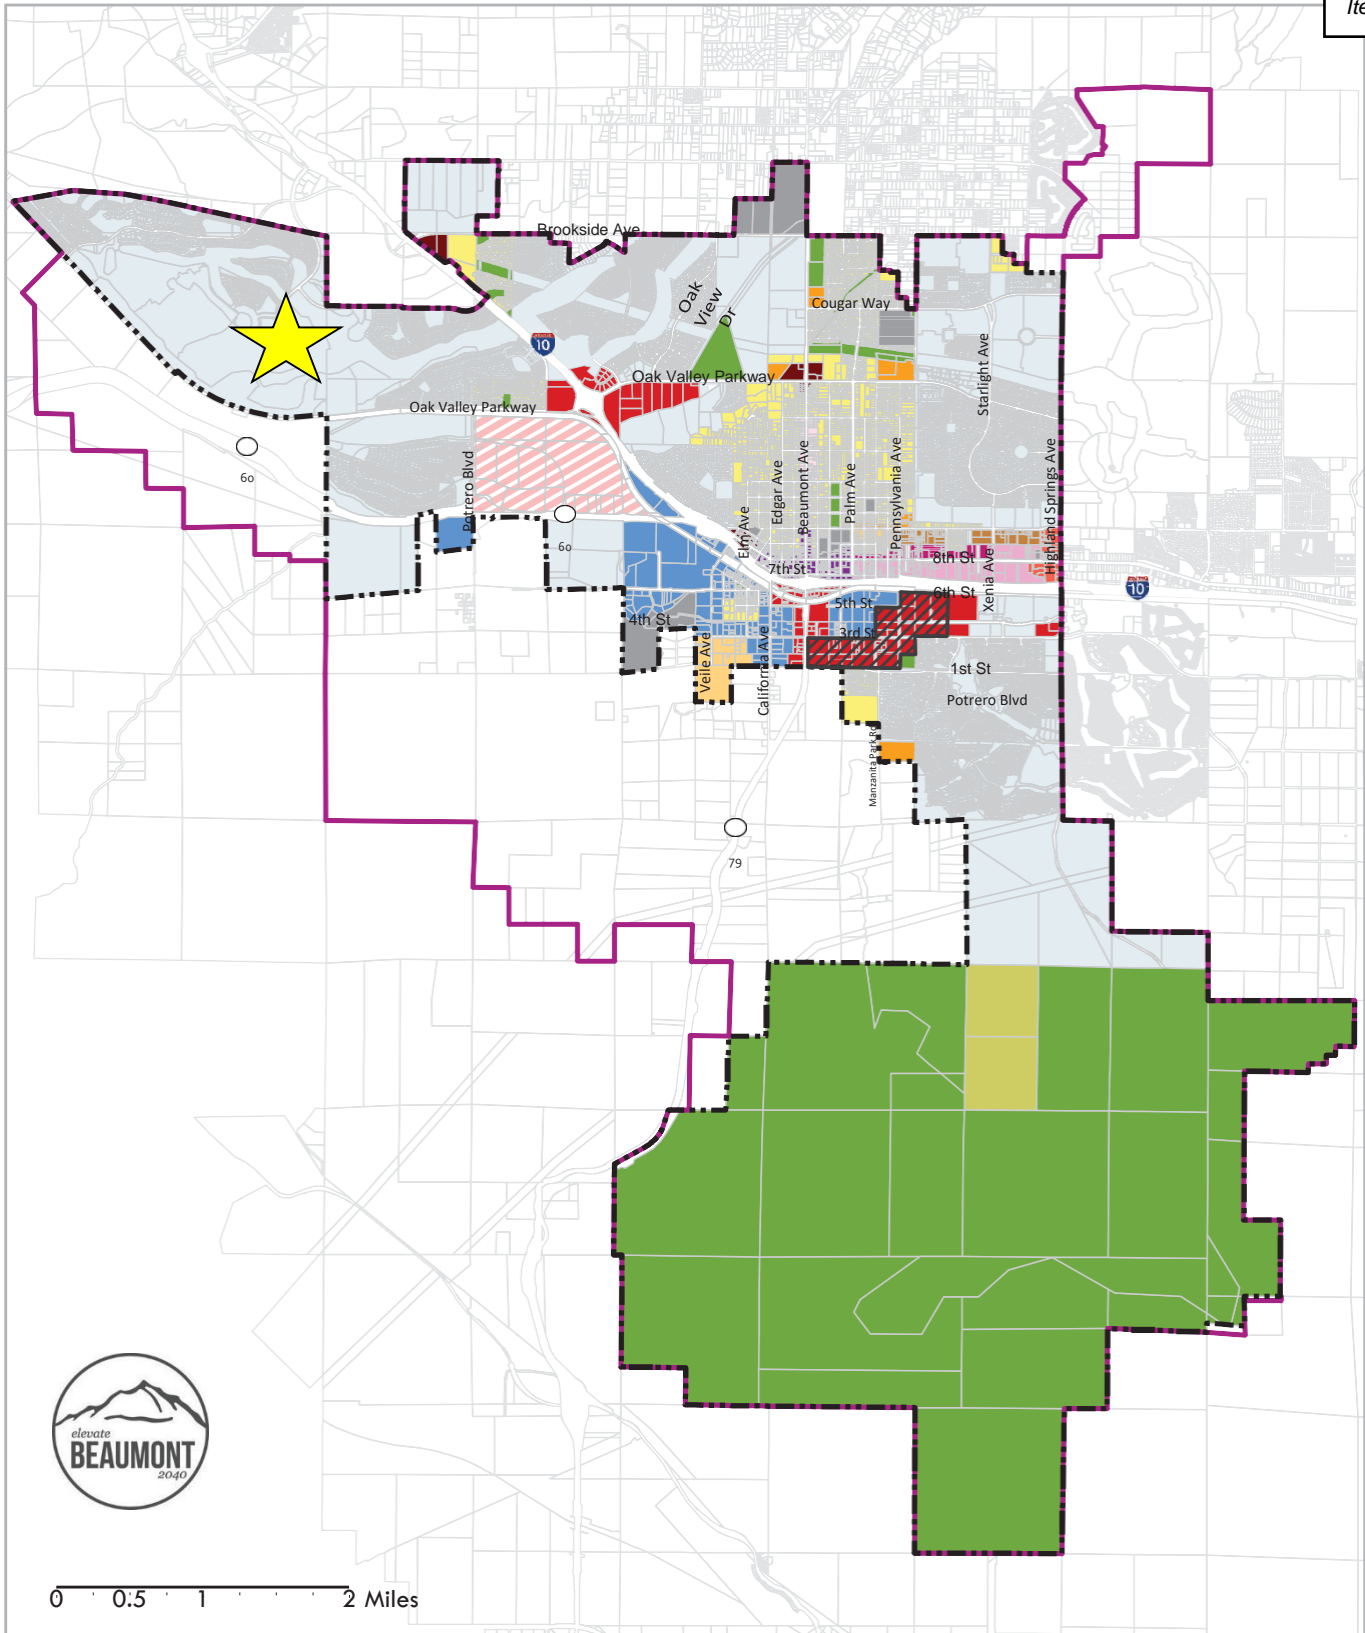 Ite
Brookside Ave
Oak
View
Dr
Cougar Way
10
Oak Valley Parkway
Starlight Ave
Oak Valley Parkway
60
Potrero Blvd
Edgar Ave
Beaumont Ave
Palm Ave
Pennsylvania Ave
Highland Springs Ave
Elm Ave
60
8th St
7th St
Xenia Ave
10
6th St
5th St
4th St
3rd St
Veile Ave
California Ave
1st St
Potrero Blvd
Manzanita Park Rd
79
elevate
BEAUMONT
2040
0 0.5 1 2 Miles